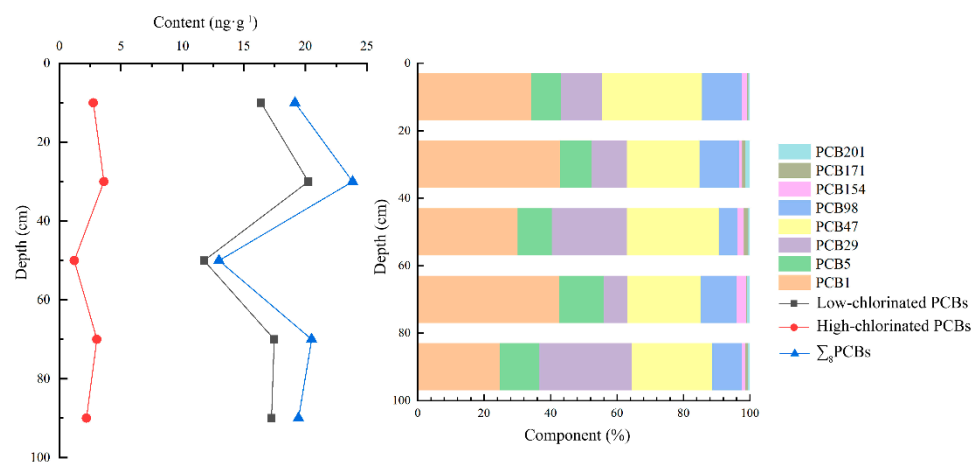 Content (ng·g⁻¹)
0 5 10 15 20 25
0
20
40
60
80
100
Depth (cm)
0
20
40
60
80
100
Depth (cm)
0 20 40 60 80 100
Component (%)
PCB201
PCB171
PCB154
PCB98
PCB47
PCB29
PCB5
PCB1
Low-chlorinated PCBs
High-chlorinated PCBs
∑₈PCBs